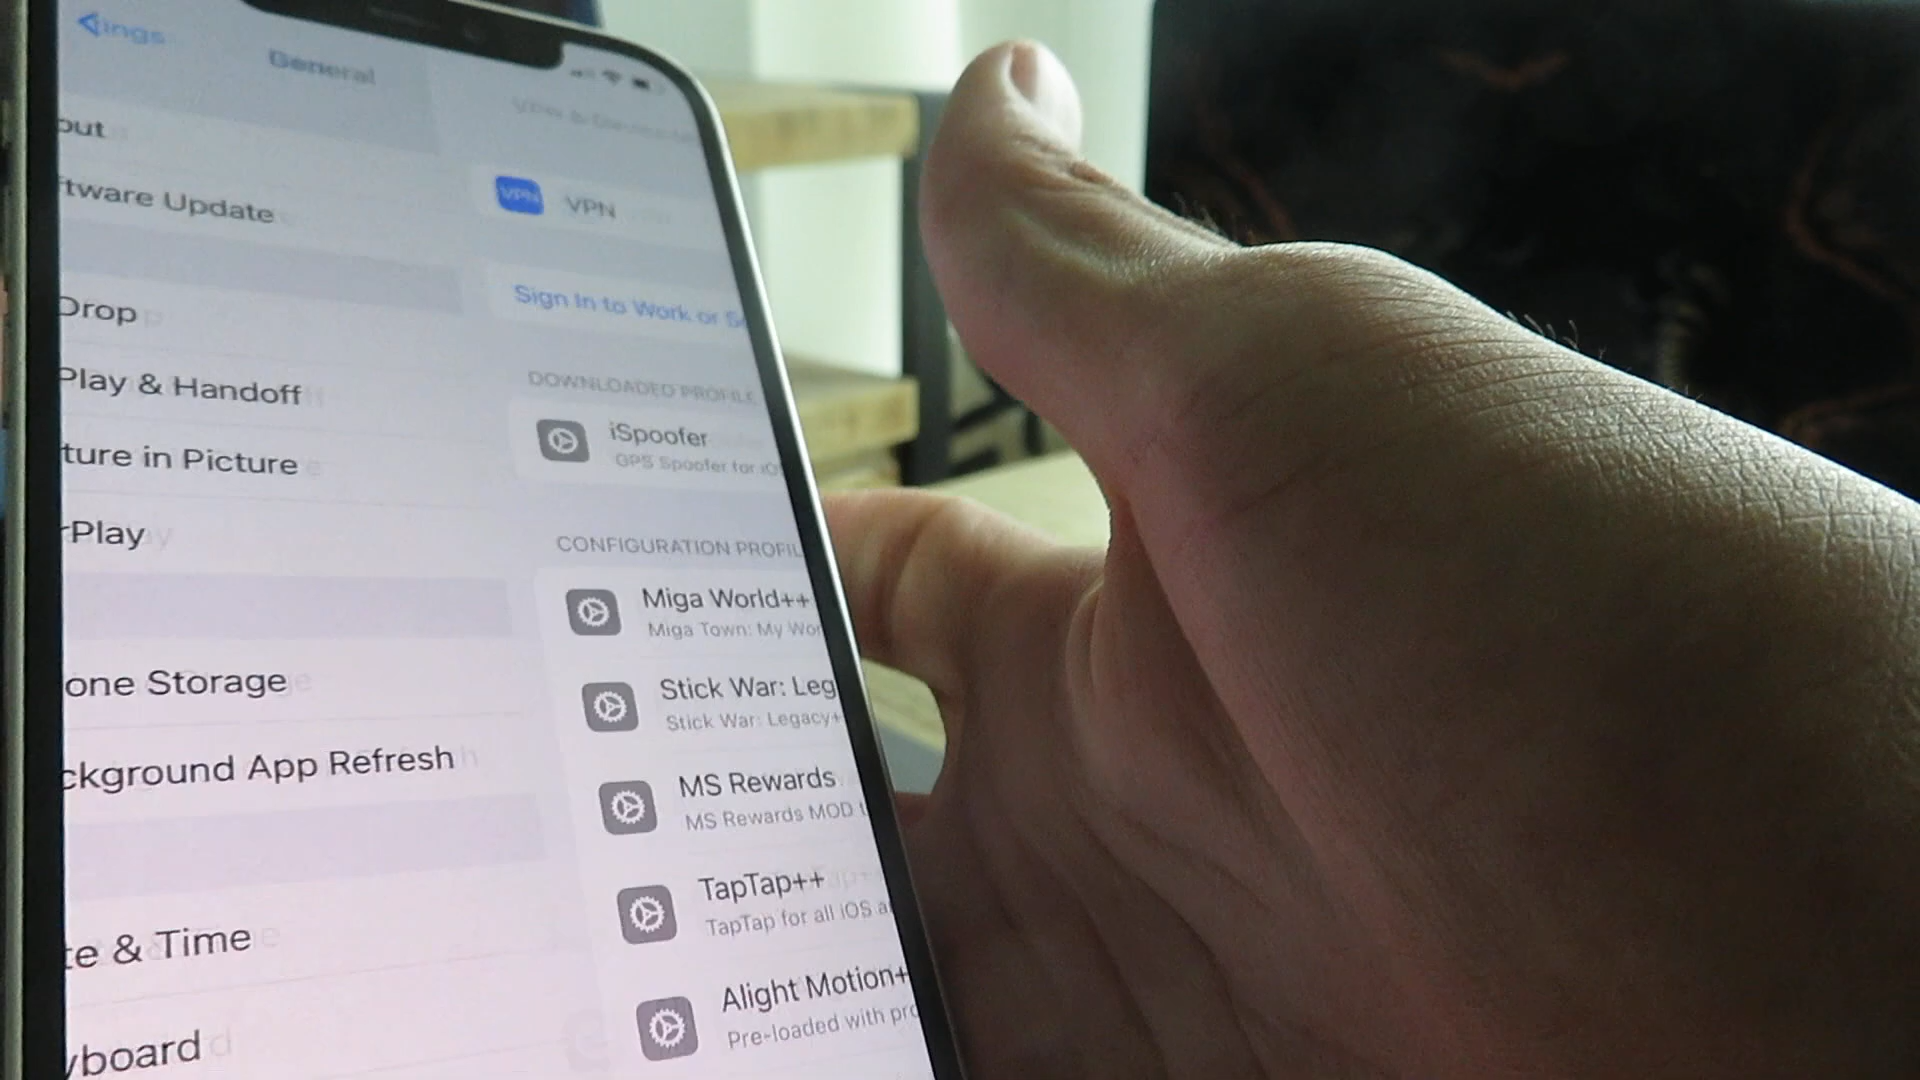 ings
General
out
ftware Update
Drop
Play & Handoff
ture in Picture
rPlay
one Storage
ckground App Refresh
te & Time
yboard
VPN
VPN
Sign In to Work or S
DOWNLOADED PROFILE
iSpoofer
GPS Spoofer for iO
CONFIGURATION PROFIL
Miga World++
Miga Town: My Wor
Stick War: Leg
Stick War: Legacy+
MS Rewards
MS Rewards MOD
TapTap++
TapTap for all iOS a
Alight Motion+
Pre-loaded with pro